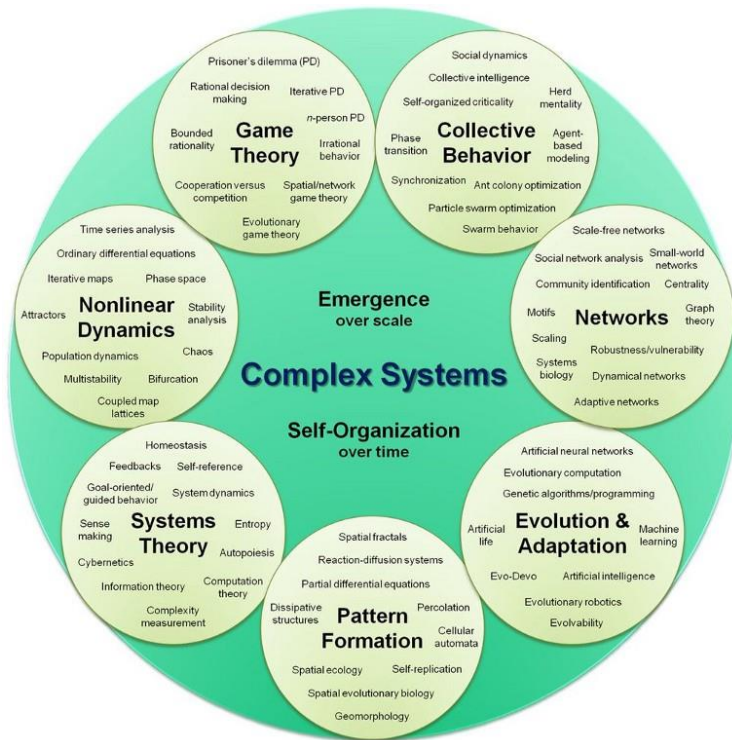 Prisoner's dilemma (PD)
Rational decision
making
Iterative PD
n-person PD
Bounded
rationality
Game
Theory
Irrational
behavior
Cooperation versus
competition
Spatial/network
game theory
Evolutionary
game theory
Social dynamics
Collective intelligence
Herd
mentality
Self-organized criticality
Phase
transition
Collective
Behavior
Agent-
based
modeling
Synchronization
Ant colony optimization
Particle swarm optimization
Swarm behavior
Time series analysis
Ordinary differential equations
Iterative maps
Phase space
Attractors
Nonlinear
Dynamics
Stability
analysis
Population dynamics
Chaos
Multistability
Bifurcation
Coupled map
lattices
Scale-free networks
Social network analysis
Small-world
networks
Community identification
Centrality
Motifs
Networks
Graph
theory
Scaling
Robustness/vulnerability
Systems
biology
Dynamical networks
Adaptive networks
Emergence
over scale
Complex Systems
Self-Organization
over time
Homeostasis
Feedbacks
Self-reference
Goal-oriented/
guided behavior
System dynamics
Sense
making
Systems
Theory
Entropy
Cybernetics
Autopoiesis
Information theory
Computation
theory
Complexity
measurement
Spatial fractals
Reaction-diffusion systems
Partial differential equations
Dissipative
structures
Pattern
Formation
Percolation
Cellular
automata
Spatial ecology
Self-replication
Spatial evolutionary biology
Geomorphology
Artificial neural networks
Evolutionary computation
Genetic algorithms/programming
Artificial
life
Evolution &
Adaptation
Machine
learning
Evo-Devo
Artificial intelligence
Evolutionary robotics
Evolvability